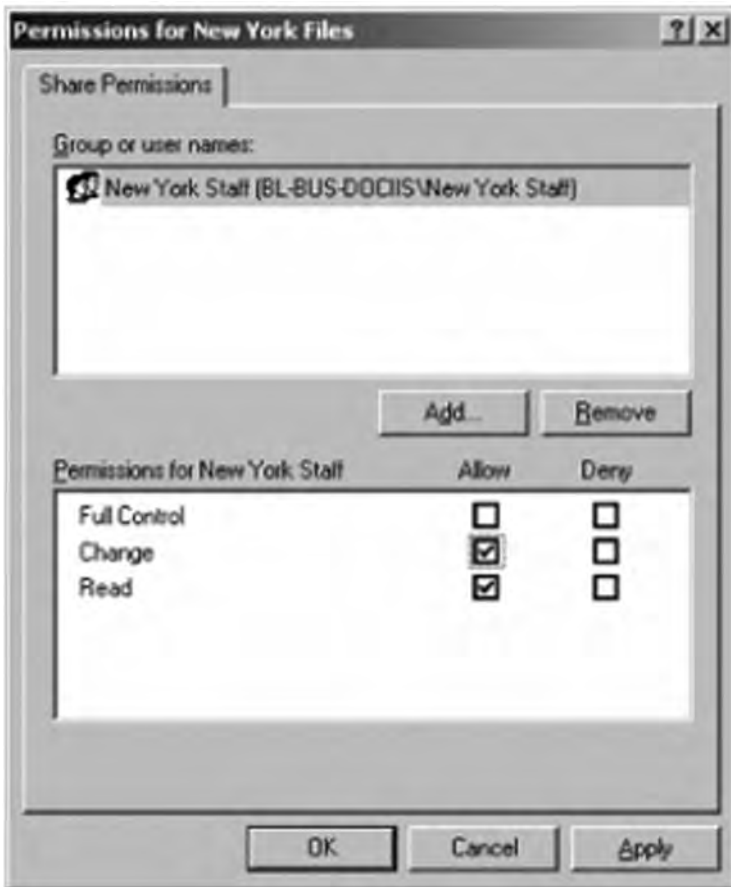 Permissions for New York Files
Share Permissions
Group or user names:
New York Staff (BL-BUS-DOCIIS\New York Staff)
Add... Remove
Permissions for New York Staff Allow Deny
Full Control
Change
Read
OK Cancel Apply